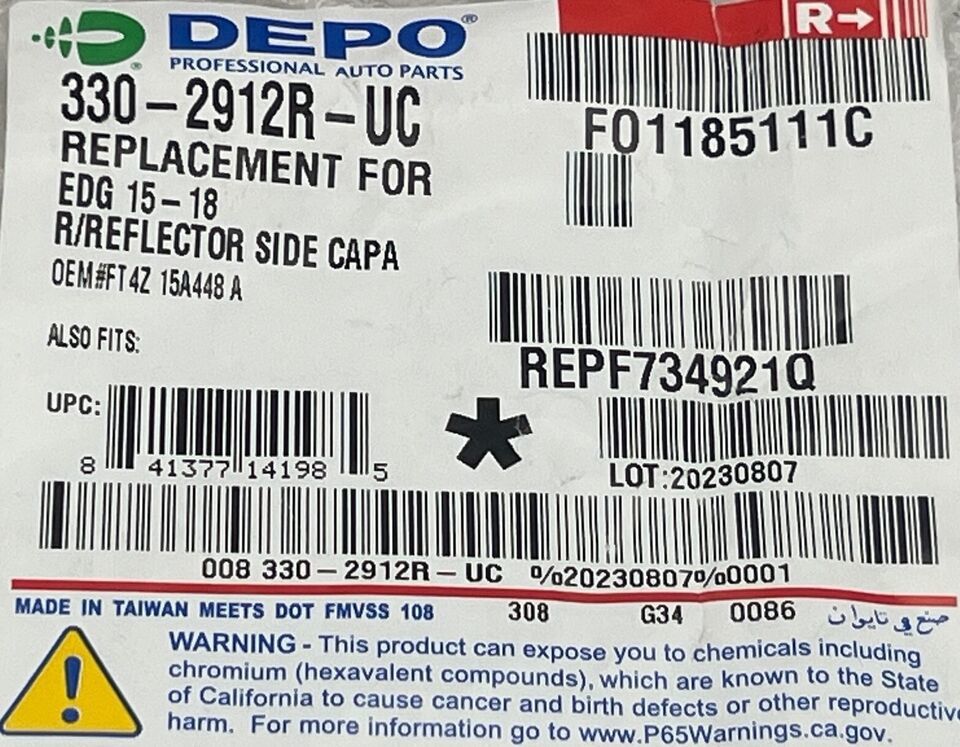 DEPO®
PROFESSIONAL AUTO PARTS
R→
330-2912R-UC
FO1185111C
REPLACEMENT FOR
EDG 15-18
R/REFLECTOR SIDE CAPA
OEM#FT4Z 15A448 A
ALSO FITS:
REPF734921Q
UPC:
8 41377 14198 5
*
LOT:20230807
008 330-2912R-UC %20230807%0001
MADE IN TAIWAN MEETS DOT FMVSS 108 308 G34 0086 صنع في تايوان
WARNING - This product can expose you to chemicals including
chromium (hexavalent compounds), which are known to the State
of California to cause cancer and birth defects or other reproductive
harm. For more information go to www.P65Warnings.ca.gov.